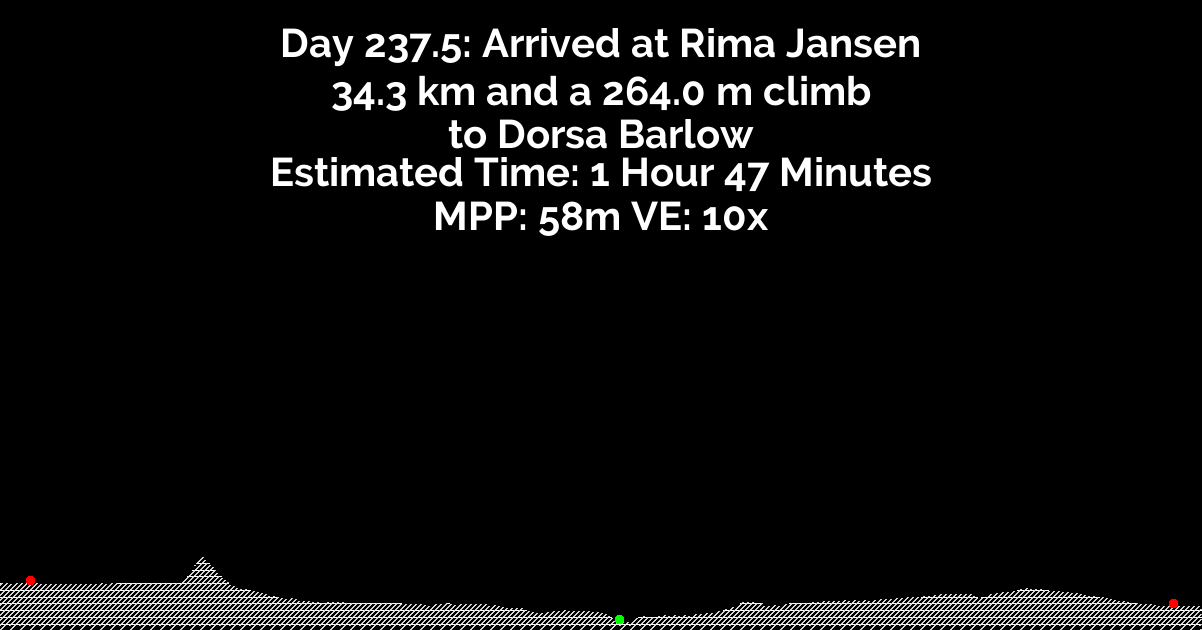 Day 237.5: Arrived at Rima Jansen
34.3 km and a 264.0 m climb
to Dorsa Barlow
Estimated Time: 1 Hour 47 Minutes
MPP: 58m VE: 10x